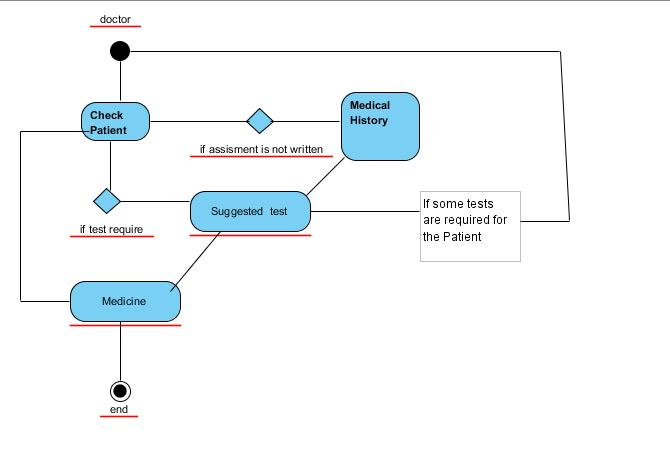 doctor
Check
Patient
Medical
History
if assisment is not written
If some tests
are required for
the Patient
Suggested test
if test require
Medicine
end